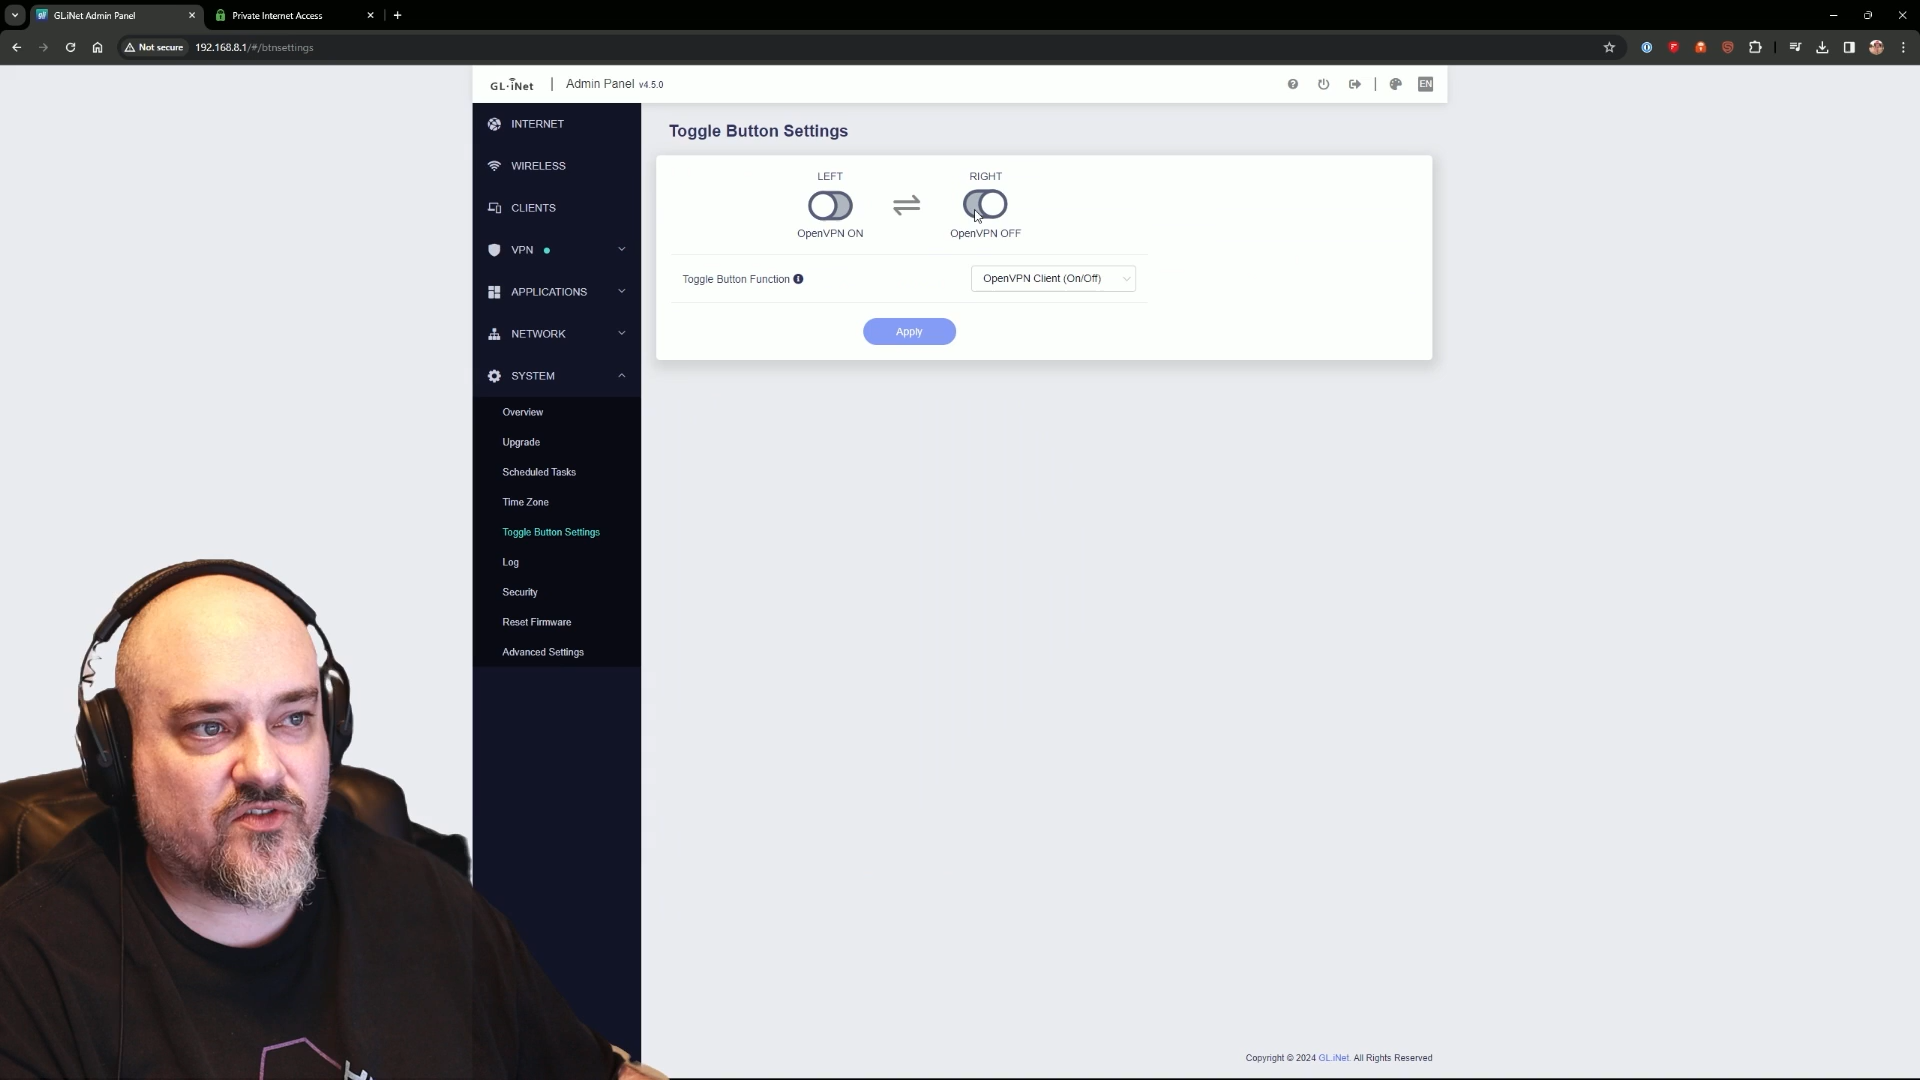 GLiNet Admin Panel
Private Internet Access
Not secure
192.168.8.1/#/btnsettings
GL·iNet
Admin Panel v4.5.0
EN
INTERNET
WIRELESS
CLIENTS
VPN
APPLICATIONS
NETWORK
SYSTEM
Overview
Upgrade
Scheduled Tasks
Time Zone
Toggle Button Settings
Log
Security
Reset Firmware
Advanced Settings
Toggle Button Settings
LEFT
RIGHT
OpenVPN ON
OpenVPN OFF
Toggle Button Function
OpenVPN Client (On/Off)
Apply
Copyright © 2024 GL.iNet. All Rights Reserved